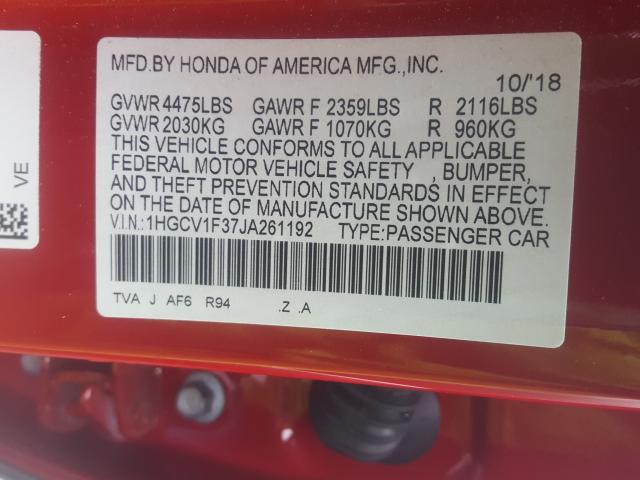 MFD.BY HONDA OF AMERICA MFG.,INC.
10/'18
GVWR 4475LBS GAWR F 2359LBS R 2116LBS
GVWR 2030KG GAWR F 1070KG R 960KG
THIS VEHICLE CONFORMS TO ALL APPLICABLE
FEDERAL MOTOR VEHICLE SAFETY , BUMPER,
AND THEFT PREVENTION STANDARDS IN EFFECT
ON THE DATE OF MANUFACTURE SHOWN ABOVE.
V.I.N.:1HGCV1F37JA261192 TYPE:PASSENGER CAR
TVA J AF6 R94 .Z .A
VE